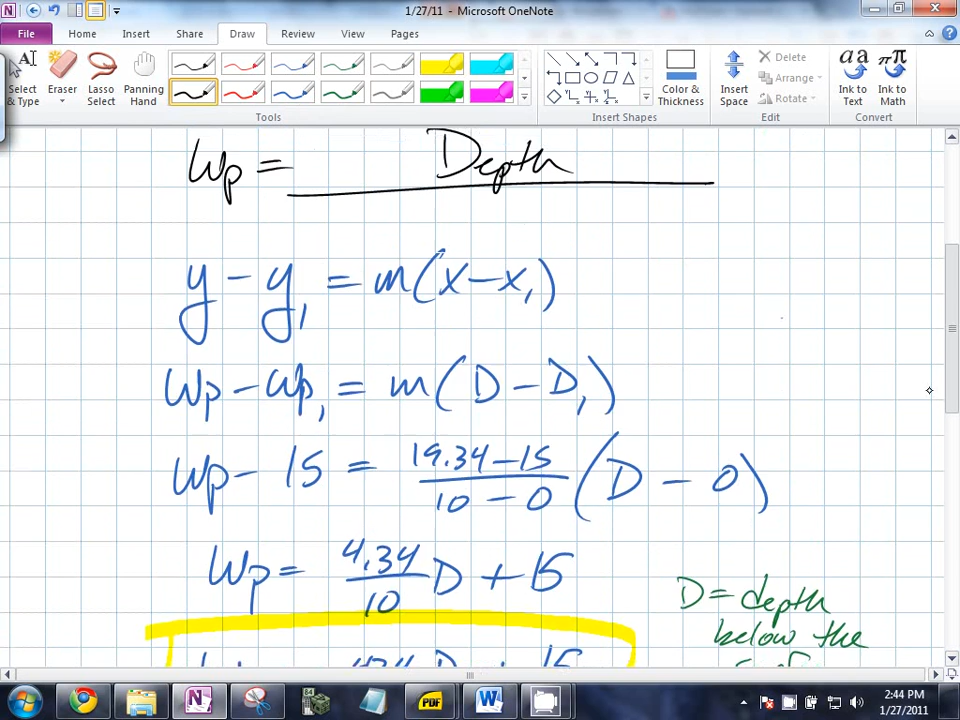 1/27/11 - Microsoft OneNote
File Home Insert Share Draw Review View Pages
Select & Type Eraser Lasso Select Panning Hand
Color & Thickness Insert Space Delete Arrange Rotate Ink to Text Ink to Math
Tools Insert Shapes Edit Convert
Wp = Depth
y - y₁ = m(x - x₁)
Wp - Wp₁ = m(D - D₁)
Wp - 15 = (19.34 - 15)/(10 - 0) (D - 0)
Wp = 4.34/10 D + 15
D = depth
below the
.434 D + 15
2:44 PM
1/27/2011